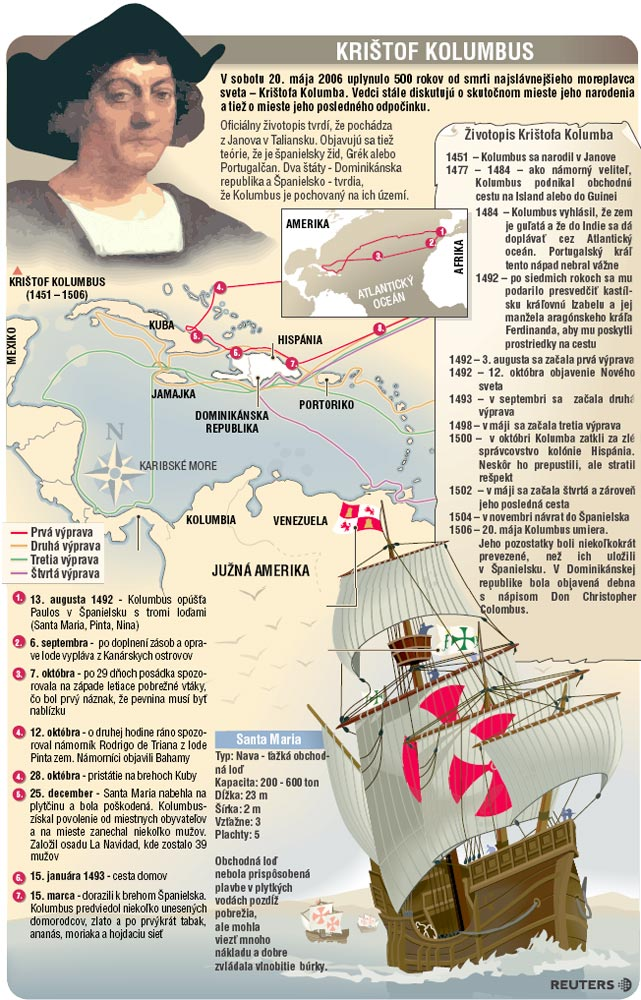 KRIŠTOF KOLUMBUS
V sobotu 20. mája 2006 uplynulo 500 rokov od smrti najslávnejšieho moreplavca
sveta – Krištofa Kolumba. Vedci stále diskutujú o skutočnom mieste jeho narodenia
a tiež o mieste jeho posledného odpočinku.
Oficiálny životopis tvrdí, že pochádza
z Janova v Taliansku. Objavujú sa tiež
teórie, že je španielsky žid, Grék alebo
Portugalčan. Dva štáty - Dominikánska
republika a Španielsko - tvrdia,
že Kolumbus je pochovaný na ich území.
KRIŠTOF KOLUMBUS
(1451 – 1506)
AMERIKA
AFRIKA
ATLANTICKÝ
OCEÁN
1
2
3
4
5
6
7
8
MEXIKO
KUBA
HISPÁNIA
JAMAJKA
DOMINIKÁNSKA
REPUBLIKA
PORTORIKO
N
KARIBSKÉ MORE
KOLUMBIA
VENEZUELA
JUŽNÁ AMERIKA
Prvá výprava
Druhá výprava
Tretia výprava
Štvrtá výprava
Životopis Krištofa Kolumba
1451 – Kolumbus sa narodil v Janove
1477 – 1484 – ako námorný veliteľ,
Kolumbus podnikal obchodnú
cestu na Island alebo do Guinei
1484 – Kolumbus vyhlásil, že zem
je guľatá a že do Indie sa dá
doplávať cez Atlantický
oceán. Portugalský kráľ
tento nápad nebral vážne
1492 – po siedmich rokoch sa mu
podarilo presvedčiť kastíl-
sku kráľovnú Izabelu a jej
manžela aragónskeho kráľa
Ferdinanda, aby mu poskytli
prostriedky na cestu
1492 – 3. augusta sa začala prvá výprava
1492 – 12. októbra objavenie Nového
sveta
1493 – v septembri sa začala druhá
výprava
1498 – v máji sa začala tretia výprava
1500 – v októbri Kolumba zatkli za zlé
správcovstvo kolónie Hispánia.
Neskôr ho prepustili, ale stratil
rešpekt
1502 – v máji sa začala štvrtá a zároveň
jeho posledná cesta
1504 – v novembri návrat do Španielska
1506 – 20. mája Kolumbus umiera.
Jeho pozostatky boli niekoľkokrát
prevezené, než ich uložili
v Španielsku. V Dominikánskej
republike bola objavená debna
s nápisom Don Christopher
Colombus.
1 13. augusta 1492 - Kolumbus opúšťa
Paulos v Španielsku s tromi loďami
(Santa Maria, Pinta, Nina)
2 6. septembra - po doplnení zásob a opra-
ve lode vypláva z Kanárskych ostrovov
3 7. októbra - po 29 dňoch posádka spozo-
rovala na západe letiace pobrežné vtáky,
čo bol prvý náznak, že pevnina musí byť
nablízku
4 12. októbra - o druhej hodine ráno spozo-
roval námorník Rodrigo de Triana z lode
Pinta zem. Námorníci objavili Bahamy
4 28. októbra - pristátie na brehoch Kuby
5 25. december - Santa Maria nabehla na
plytčinu a bola poškodená. Kolumbus-
získal povolenie od miestnych obyvateľov
a na mieste zanechal niekoľko mužov.
Založil osadu La Navidad, kde zostalo 39
mužov
6 15. januára 1493 - cesta domov
7 15. marca - dorazili k brehom Španielska.
Kolumbus predviedol niekoľko unesených
domorodcov, zlato a po prvýkrát tabak,
ananás, moriaka a hojdaciu sieť
Santa Maria
Typ: Nava - ťažká obchod-
ná loď
Kapacita: 200 - 600 ton
Dĺžka: 23 m
Šírka: 2 m
Vzťažne: 3
Plachty: 5
Obchodná loď
nebola prispôsobená
plavbe v plytkých
vodách pozdĺž
pobrežia,
ale mohla
viezť mnoho
nákladu a dobre
zvládala vlnobitie búrky.
REUTERS